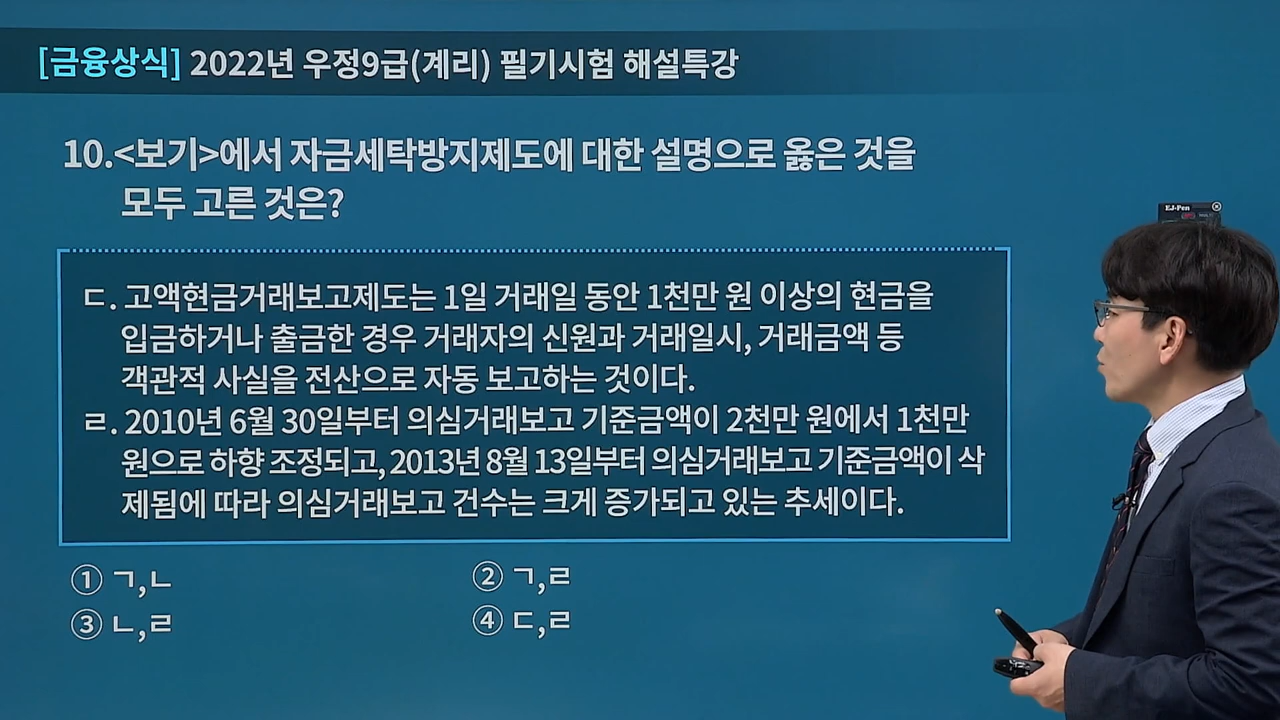 [금융상식] 2022년 우정9급(계리) 필기시험 해설특강
10.<보기>에서 자금세탁방지제도에 대한 설명으로 옳은 것을
모두 고른 것은?
EJ-Pen
ㄷ. 고액현금거래보고제도는 1일 거래일 동안 1천만 원 이상의 현금을
입금하거나 출금한 경우 거래자의 신원과 거래일시, 거래금액 등
객관적 사실을 전산으로 자동 보고하는 것이다.
ㄹ. 2010년 6월 30일부터 의심거래보고 기준금액이 2천만 원에서 1천만
원으로 하향 조정되고, 2013년 8월 13일부터 의심거래보고 기준금액이 삭
제됨에 따라 의심거래보고 건수는 크게 증가되고 있는 추세이다.
① ㄱ,ㄴ
② ㄱ,ㄹ
③ ㄴ,ㄹ
④ ㄷ,ㄹ